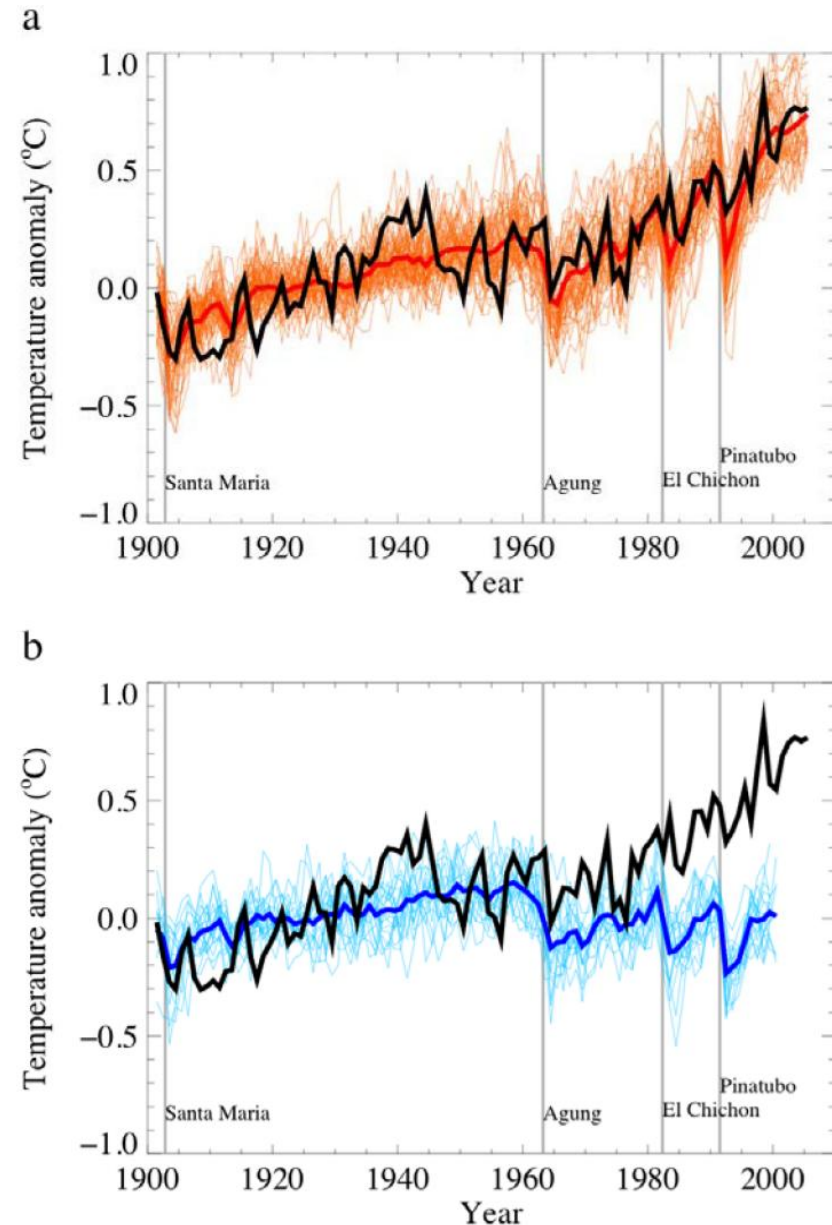 a
Temperature anomaly (ºC)
1.0
0.5
0.0
−0.5
−1.0
Santa Maria
Agung
El Chichon
Pinatubo
1900 1920 1940 1960 1980 2000
Year
b
Temperature anomaly (ºC)
1.0
0.5
0.0
−0.5
−1.0
Santa Maria
Agung
El Chichon
Pinatubo
1900 1920 1940 1960 1980 2000
Year